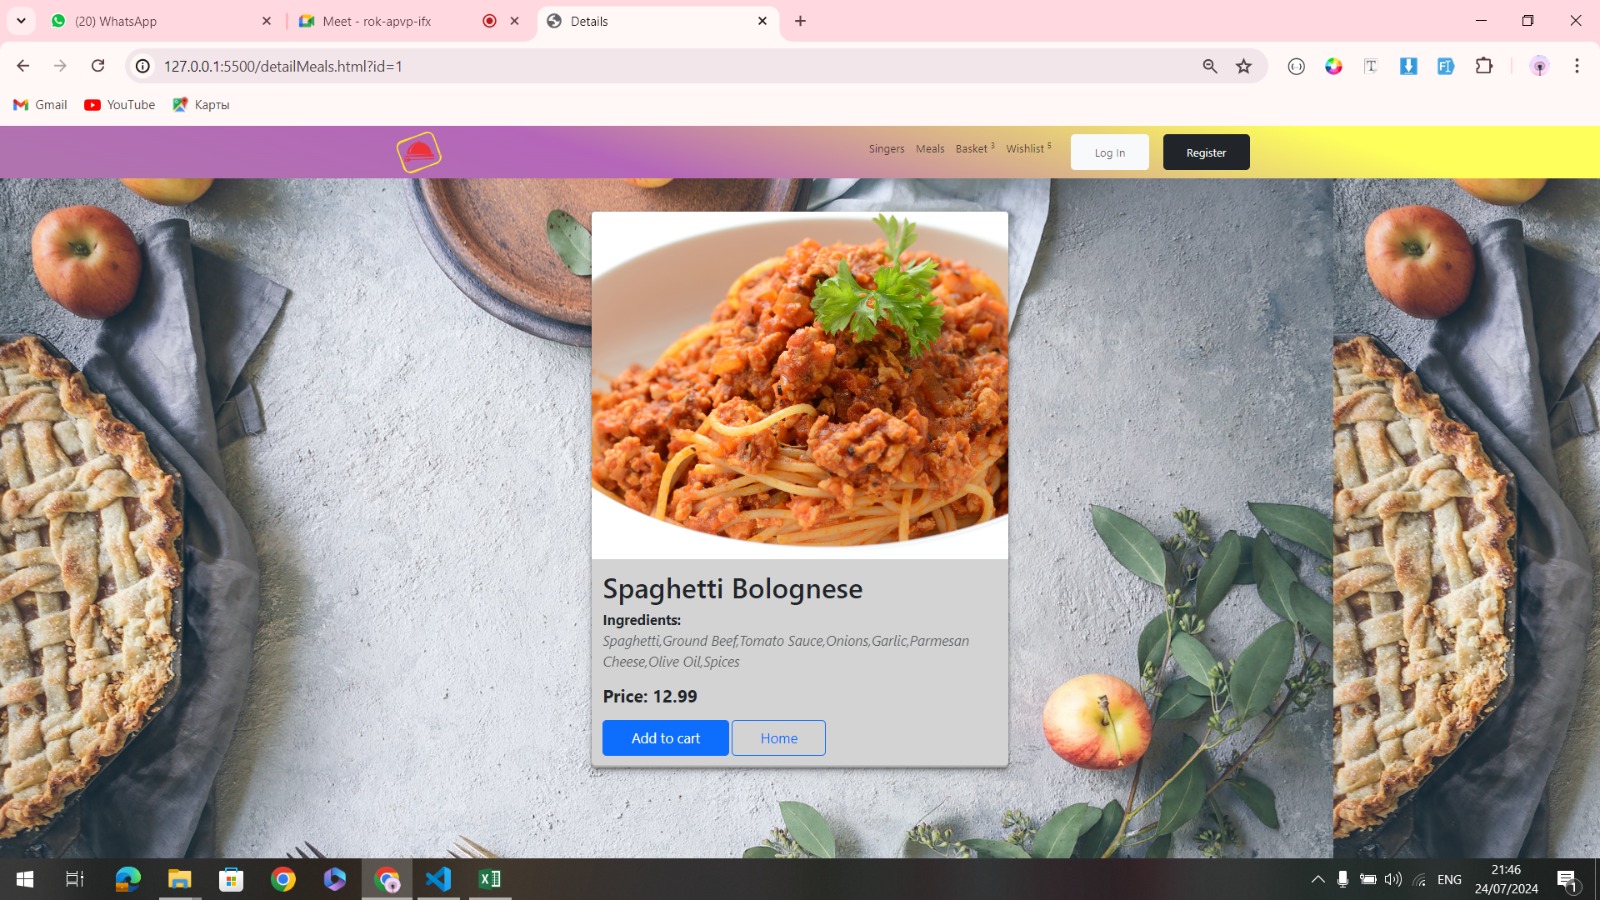 (20) WhatsApp
Meet - rok-apvp-ifx
Details
127.0.0.1:5500/detailMeals.html?id=1
Gmail
YouTube
Карты
Singers
Meals
Basket 3
Wishlist 5
Log In
Register
Spaghetti Bolognese
Ingredients:
Spaghetti,Ground Beef,Tomato Sauce,Onions,Garlic,Parmesan
Cheese,Olive Oil,Spices
Price: 12.99
Add to cart
Home
ENG
21:46
24/07/2024
1